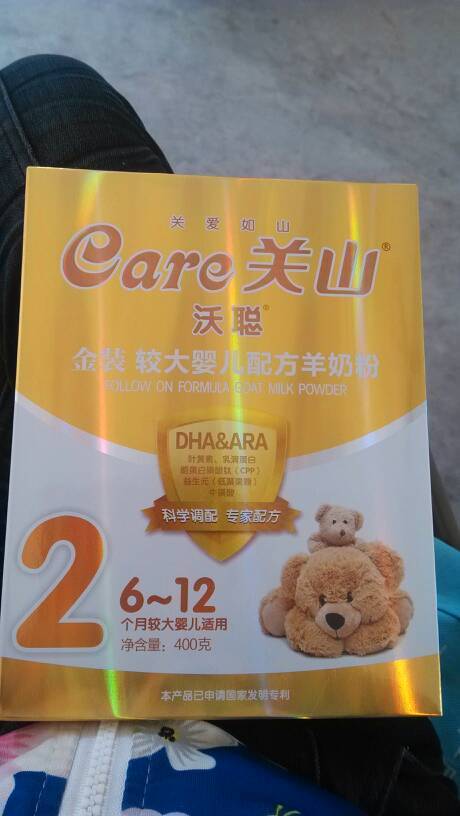 关爱如山
Care关山®
沃聪®
金装 较大婴儿配方羊奶粉
FOLLOW ON FORMULA GOAT MILK POWDER
DHA&ARA
叶黄素、乳清蛋白
酪蛋白磷酸肽(CPP)
益生元(低聚果糖)
牛磺酸
科学调配 专家配方
2
6~12
个月较大婴儿适用
净含量:400克
本产品已申请国家发明专利